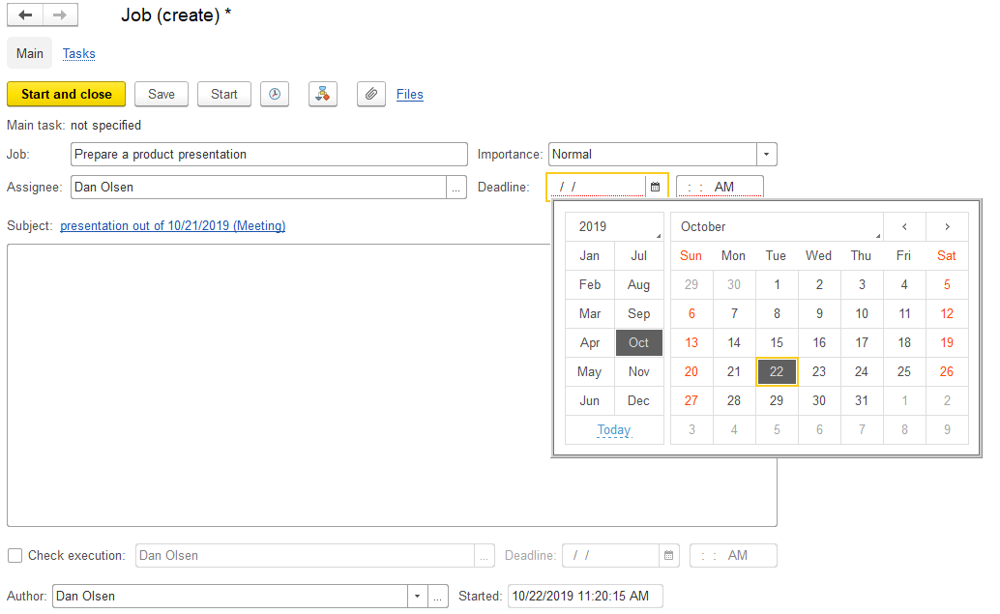 Job (create) *
Main Tasks
Start and close Save Start Files
Main task: not specified
Job: Prepare a product presentation Importance: Normal
Assignee: Dan Olsen ... Deadline: / / : : AM
Subject: presentation out of 10/21/2019 (Meeting)
2019 October < >
Jan Jul Sun Mon Tue Wed Thu Fri Sat
Feb Aug 29 30 1 2 3 4 5
Mar Sep 6 7 8 9 10 11 12
Apr Oct 13 14 15 16 17 18 19
May Nov 20 21 22 23 24 25 26
Jun Dec 27 28 29 30 31 1 2
Today 3 4 5 6 7 8 9
Check execution: Dan Olsen ... Deadline: / / : : AM
Author: Dan Olsen ... Started: 10/22/2019 11:20:15 AM